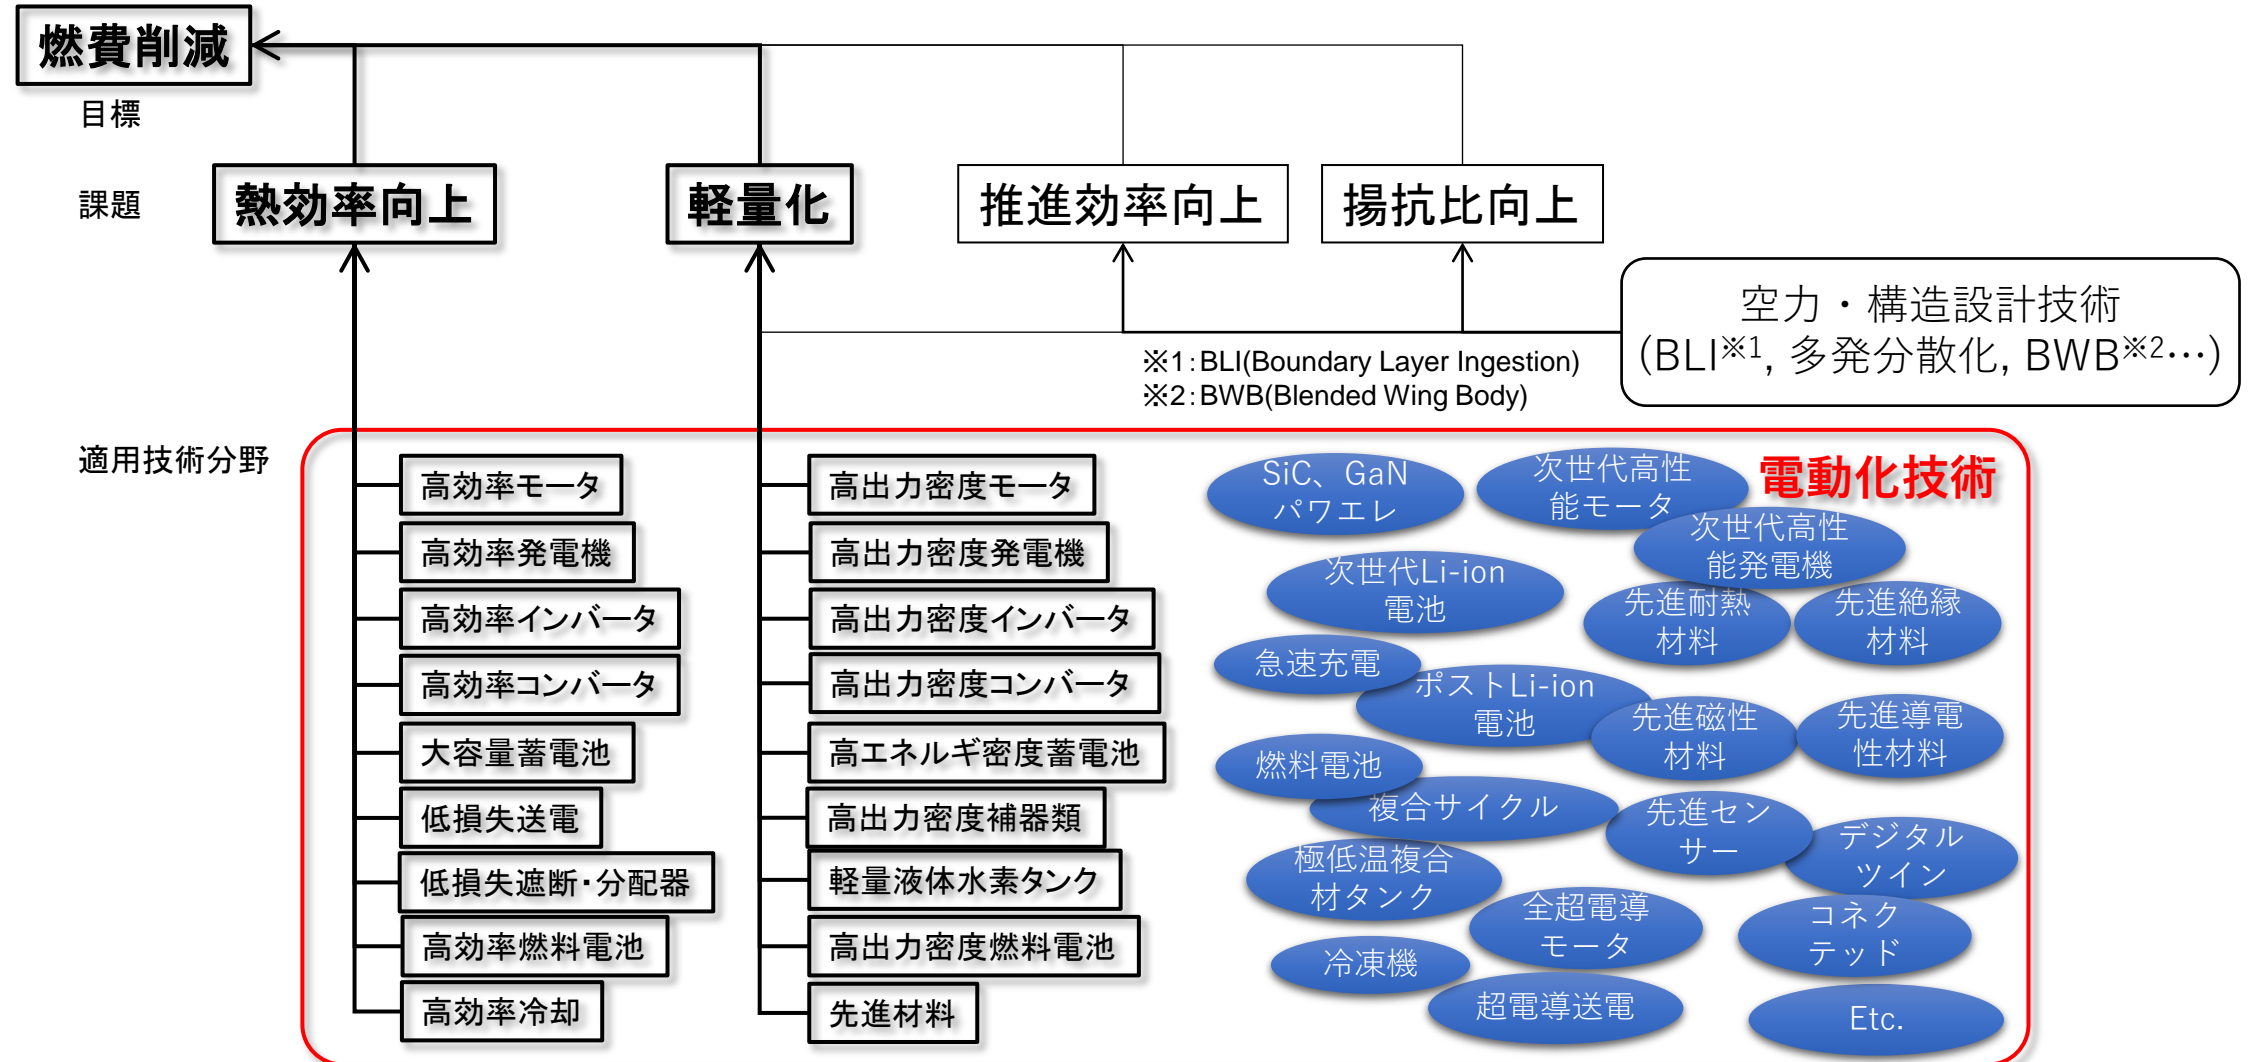 燃費削減
目標
課題
熱効率向上
軽量化
推進効率向上
揚抗比向上
空力・構造設計技術
(BLI※1, 多発分散化, BWB※2…)
※1：BLI(Boundary Layer Ingestion)
※2：BWB(Blended Wing Body)
適用技術分野
電動化技術
高効率モータ
高効率発電機
高効率インバータ
高効率コンバータ
大容量蓄電池
低損失送電
低損失遮断・分配器
高効率燃料電池
高効率冷却
高出力密度モータ
高出力密度発電機
高出力密度インバータ
高出力密度コンバータ
高エネルギ密度蓄電池
高出力密度補器類
軽量液体水素タンク
高出力密度燃料電池
先進材料
SiC、GaN
パワエレ
次世代高性
能モータ
次世代高性
能発電機
次世代Li-ion
電池
先進耐熱
材料
先進絶縁
材料
急速充電
ポストLi-ion
電池
先進磁性
材料
先進導電
性材料
燃料電池
複合サイクル
先進セン
サー
デジタル
ツイン
極低温複合
材タンク
全超電導
モータ
コネク
テッド
冷凍機
超電導送電
Etc.